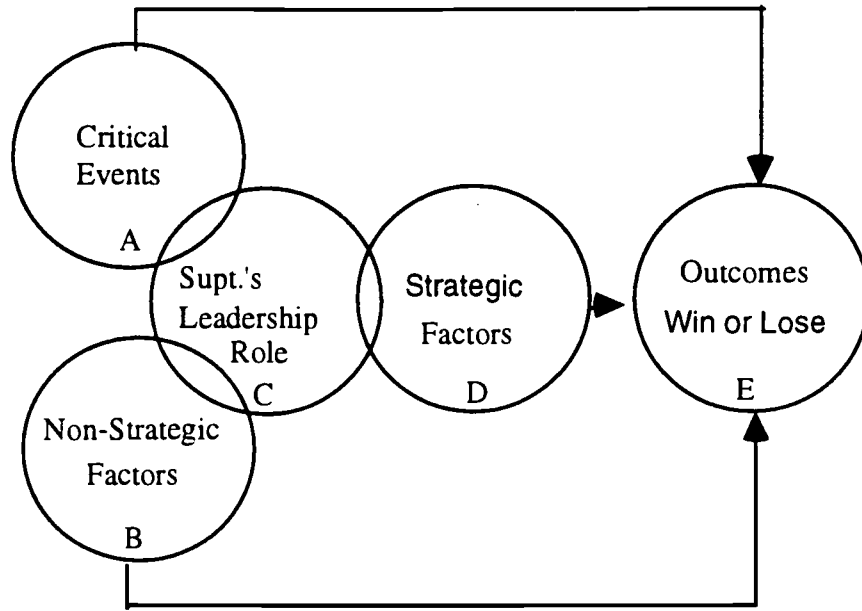 Critical
Events
A
Supt.'s
Leadership
Role
C
Strategic
Factors
D
Outcomes
Win or Lose
E
Non-Strategic
Factors
B